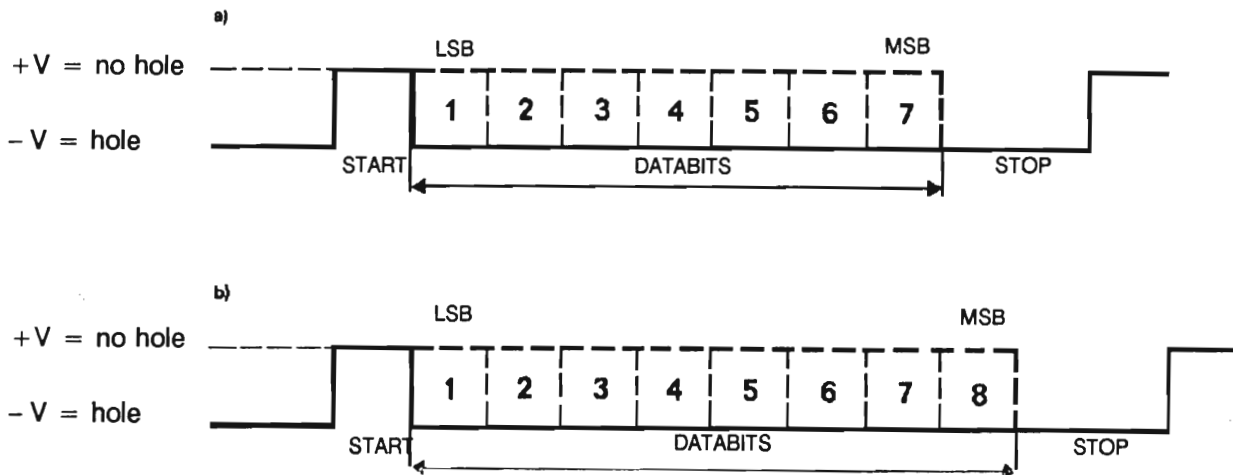 a)
LSB MSB
+V = no hole
1 2 3 4 5 6 7
– V = hole
START DATABITS STOP
b)
LSB MSB
+V = no hole
1 2 3 4 5 6 7 8
– V = hole
START DATABITS STOP